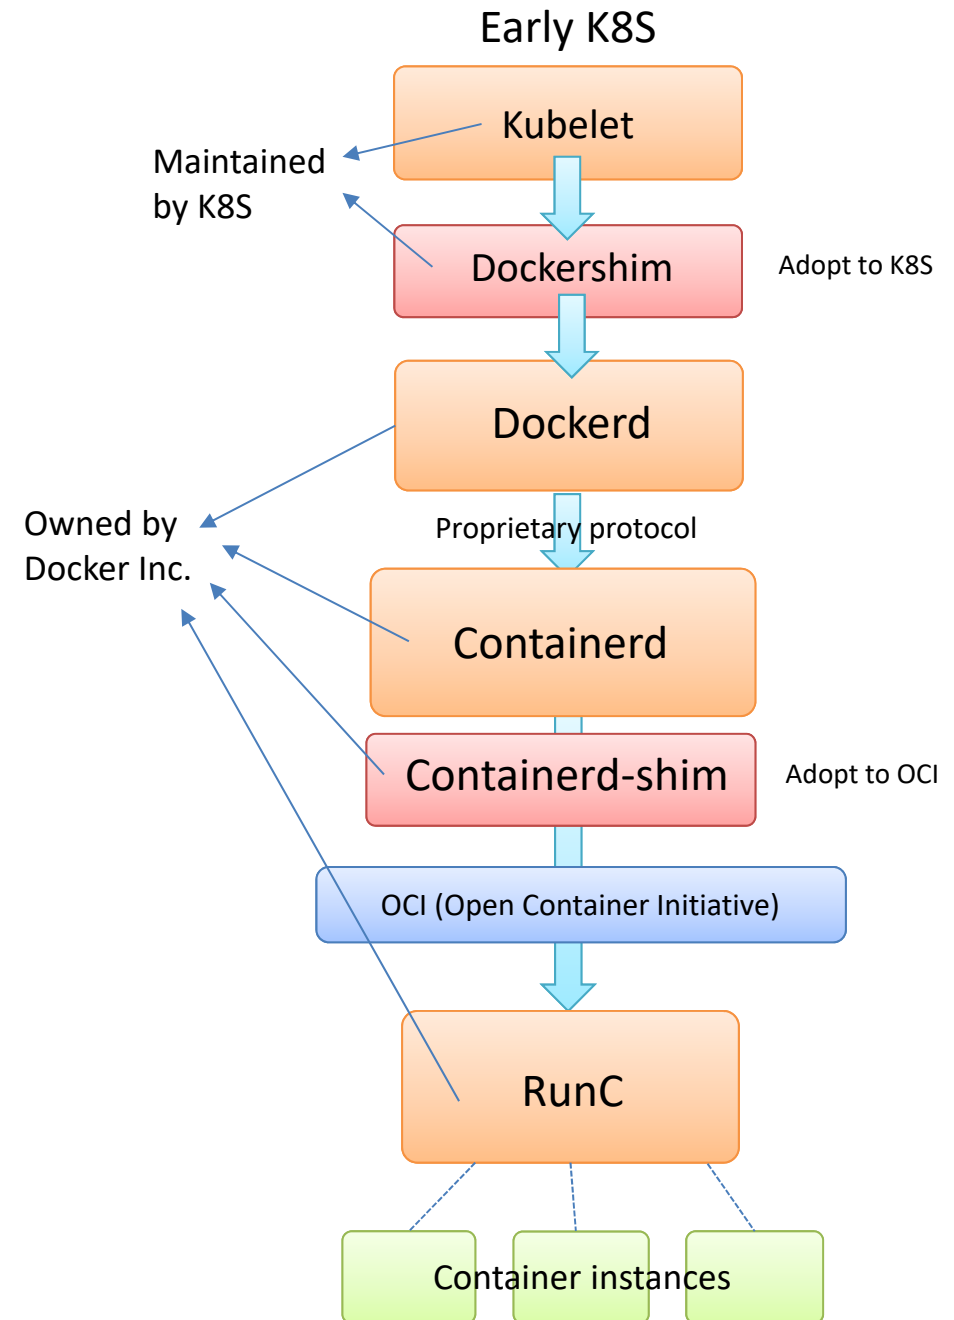 Early K8S
Kubelet
Maintained
by K8S
Dockershim
Adopt to K8S
Dockerd
Owned by
Docker Inc.
Proprietary protocol
Containerd
Containerd-shim
Adopt to OCI
OCI (Open Container Initiative)
RunC
Container instances